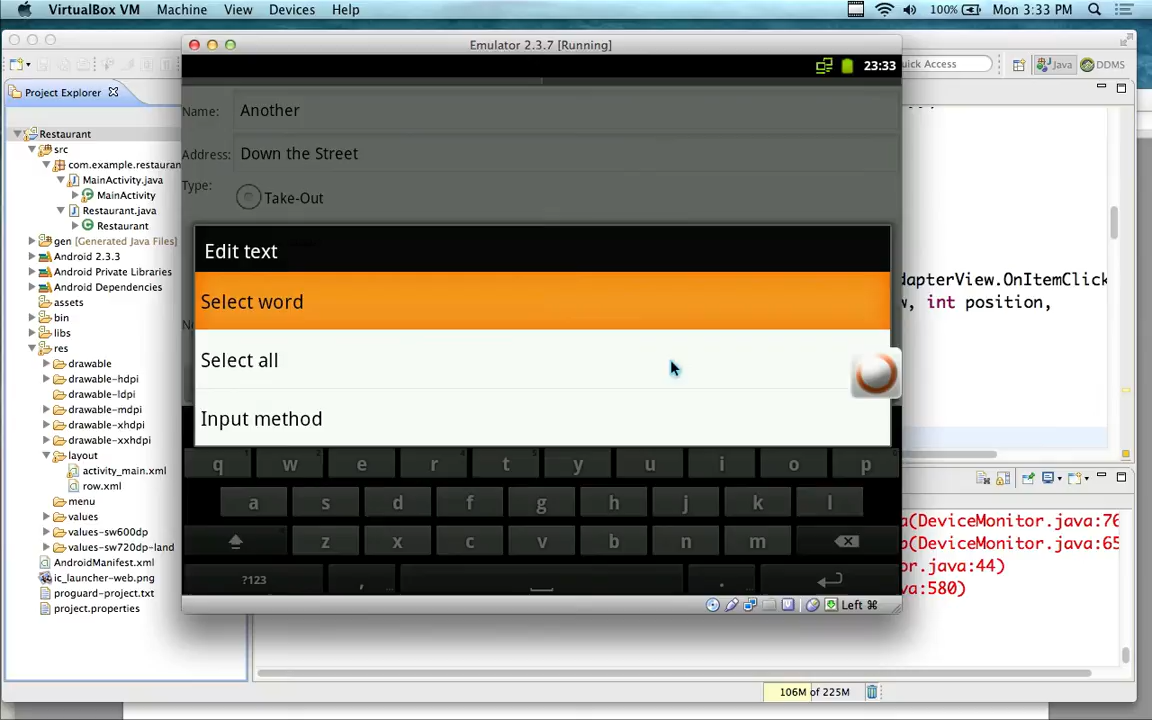 VirtualBox VM Machine View Devices Help 100% Mon 3:33 PM
Emulator 2.3.7 [Running]
Quick Access Java DDMS
Project Explorer
23:33
Restaurant
src
com.example.restauran
MainActivity.java
MainActivity
Restaurant.java
Restaurant
gen [Generated Java Files]
Android 2.3.3
Android Private Libraries
Android Dependencies
assets
bin
libs
res
drawable
drawable-hdpi
drawable-ldpi
drawable-mdpi
drawable-xhdpi
drawable-xxhdpi
layout
activity_main.xml
row.xml
menu
values
values-sw600dp
values-sw720dp-land
AndroidManifest.xml
ic_launcher-web.png
proguard-project.txt
project.properties
Name: Another
Address: Down the Street
Type: Take-Out
Edit text
Select word
Select all
Input method
q w e r t y u i o p
a s d f g h j k l
z x c v b n m
?123 , .
Left ⌘
dapterView.OnItemClick
, int position,
(DeviceMonitor.java:76
(DeviceMonitor.java:65
or.java:44)
va:580)
106M of 225M